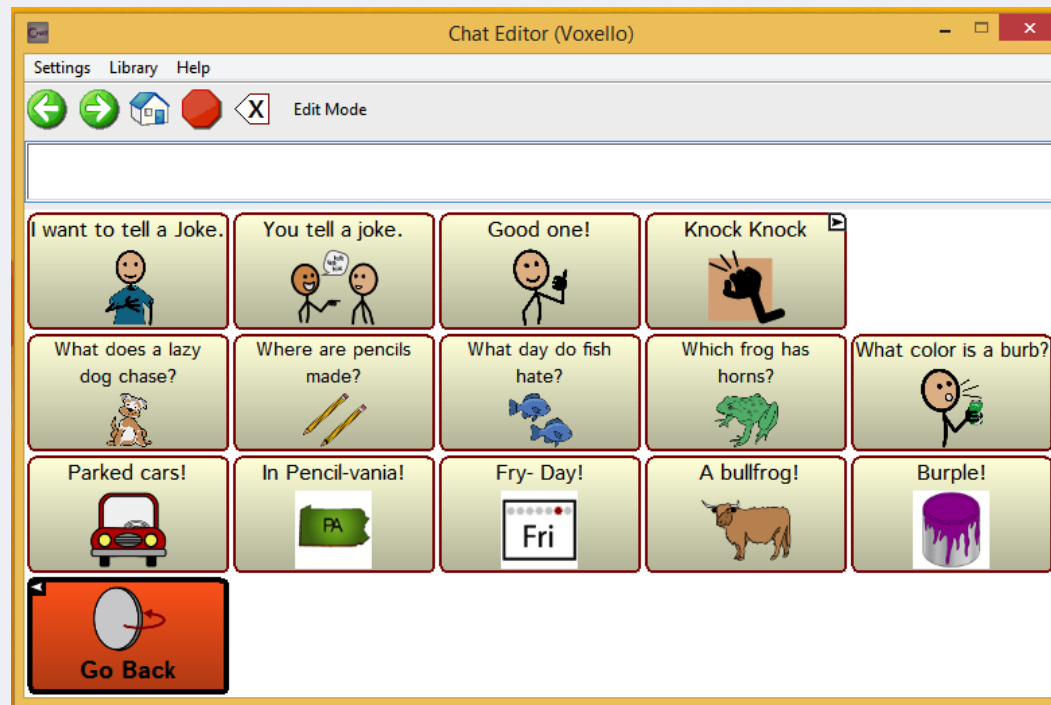 Chat Editor (Voxello)
Settings Library Help
X Edit Mode
I want to tell a Joke.
You tell a joke.
Good one!
Knock Knock
What does a lazy
dog chase?
Where are pencils
made?
What day do fish
hate?
Which frog has
horns?
What color is a burb?
Parked cars!
In Pencil-vania!
PA
Fry- Day!
Fri
A bullfrog!
Burple!
Go Back